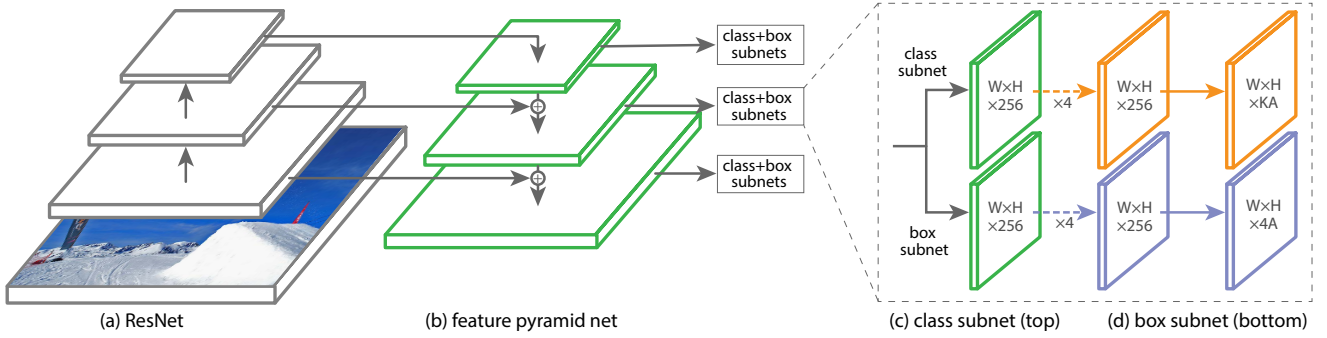 class+box
subnets
class+box
subnets
class+box
subnets
class
subnet
W×H
×256
×4
W×H
×256
W×H
×KA
box
subnet
W×H
×256
×4
W×H
×256
W×H
×4A
(a) ResNet
(b) feature pyramid net
(c) class subnet (top)
(d) box subnet (bottom)